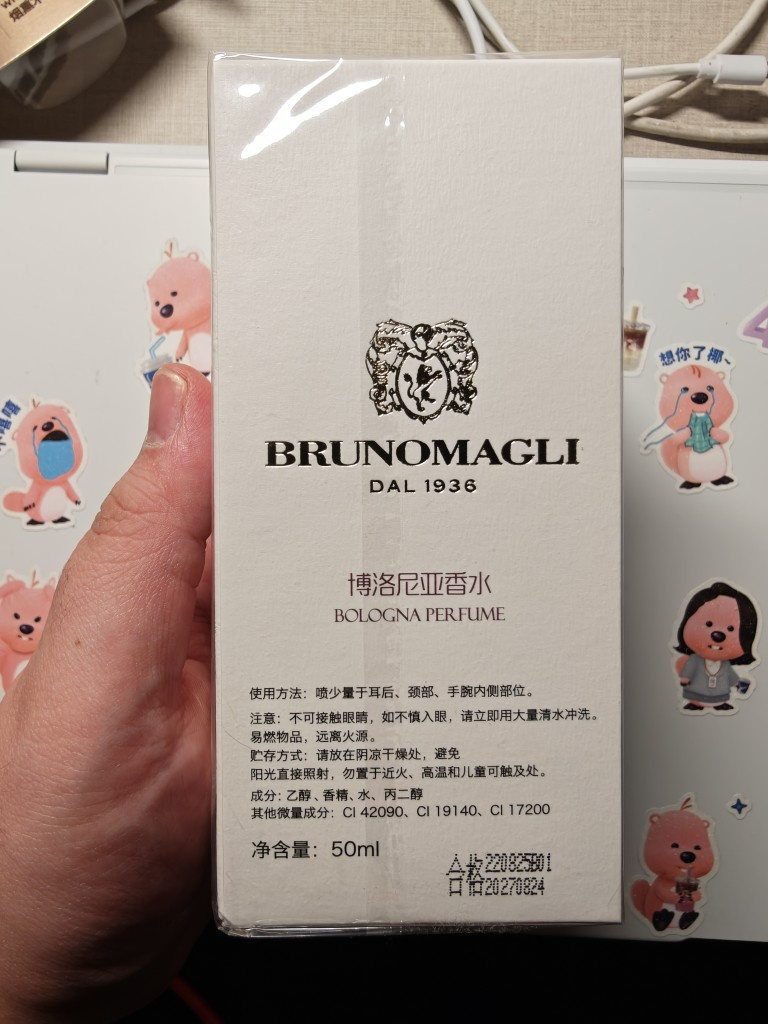 BRUNOMAGLI
DAL 1936
博洛尼亚香水
BOLOGNA PERFUME
使用方法：喷少量于耳后、颈部、手腕内侧部位。
注意：不可接触眼睛，如不慎入眼，请立即用大量清水冲洗。
易燃物品，远离火源。
贮存方式：请放在阴凉干燥处，避免
阳光直接照射，勿置于近火、高温和儿童可触及处。
成分：乙醇、香精、水、丙二醇
其他微量成分：CI 42090、CI 19140、CI 17200
净含量：50ml
合格 220825B01
20270824
想你了椰~